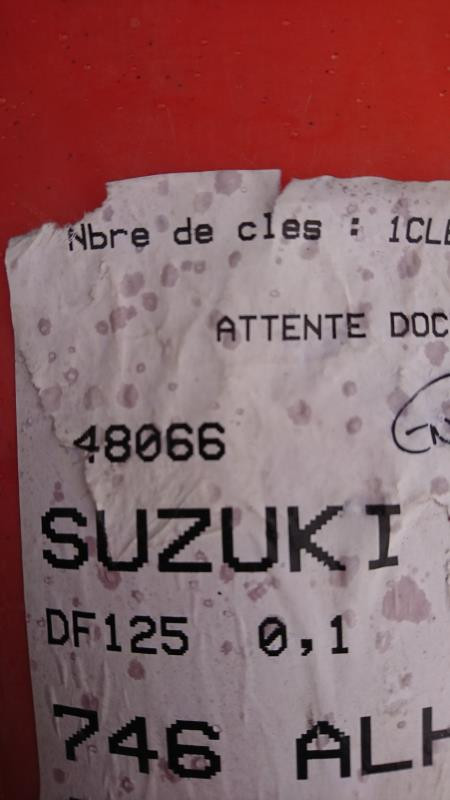 Nbre de cles : 1CLE
ATTENTE DOC
48066
SUZUKI
DF125 0,1
746 ALH